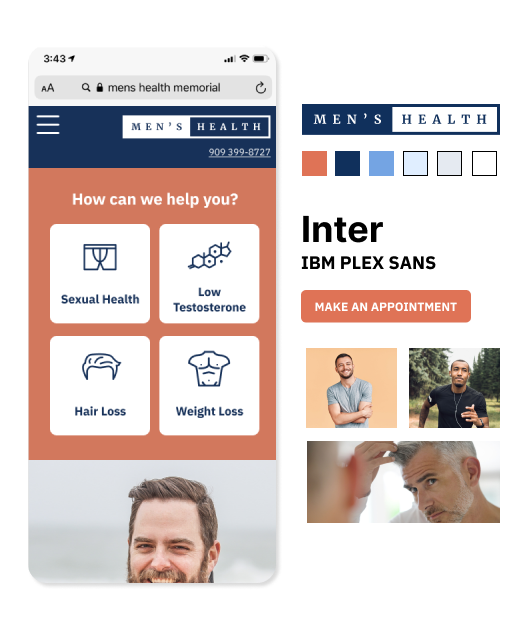 3:43
AA mens health memorial
MEN'S HEALTH
909 399-8727
How can we help you?
Sexual Health
Low
Testosterone
Hair Loss
Weight Loss
MEN'S HEALTH
Inter
IBM PLEX SANS
MAKE AN APPOINTMENT